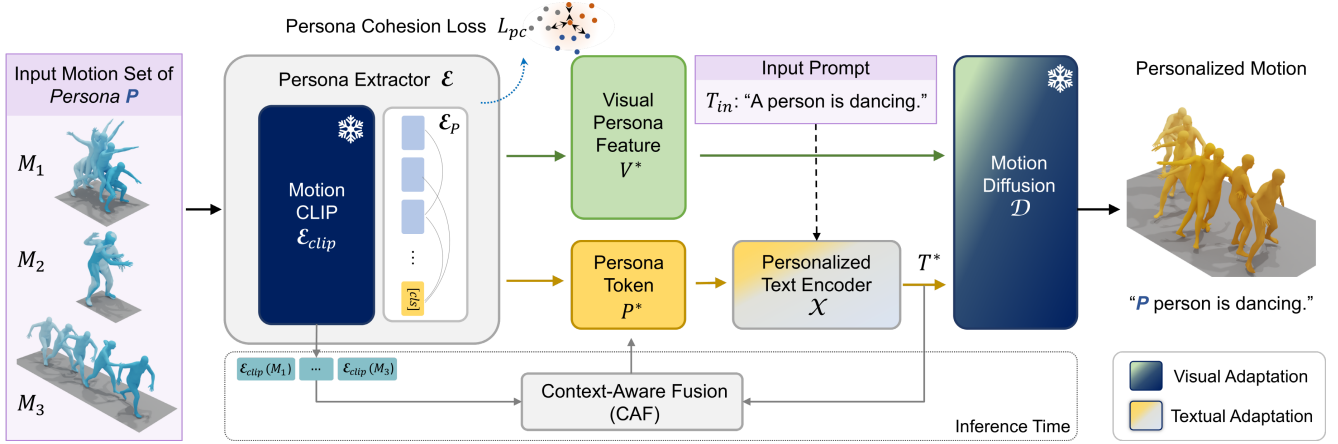 Persona Cohesion Loss L_pc
Input Motion Set of
Persona P
M_1
M_2
M_3
Persona Extractor ℰ
Motion
CLIP
ℰ_clip
ℰ_P
⋮
[cls]
Visual
Persona
Feature
V*
Input Prompt
T_in: “A person is dancing.”
Persona
Token
P*
Personalized
Text Encoder
𝒳
T*
Motion
Diffusion
𝒟
Personalized Motion
“P person is dancing.”
ℰ_clip(M_1)
...
ℰ_clip(M_3)
Context-Aware Fusion
(CAF)
Inference Time
Visual Adaptation
Textual Adaptation